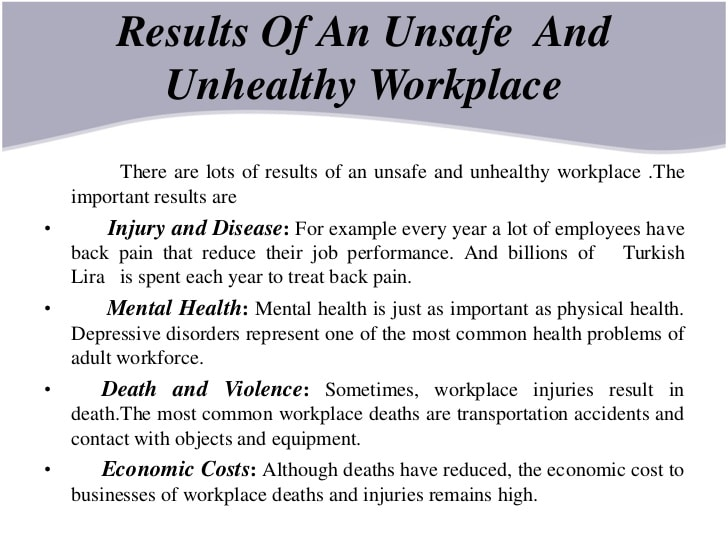 Results Of An Unsafe And
Unhealthy Workplace
There are lots of results of an unsafe and unhealthy workplace .The
important results are
• Injury and Disease: For example every year a lot of employees have
back pain that reduce their job performance. And billions of Turkish
Lira is spent each year to treat back pain.
• Mental Health: Mental health is just as important as physical health.
Depressive disorders represent one of the most common health problems of
adult workforce.
• Death and Violence: Sometimes, workplace injuries result in
death.The most common workplace deaths are transportation accidents and
contact with objects and equipment.
• Economic Costs: Although deaths have reduced, the economic cost to
businesses of workplace deaths and injuries remains high.